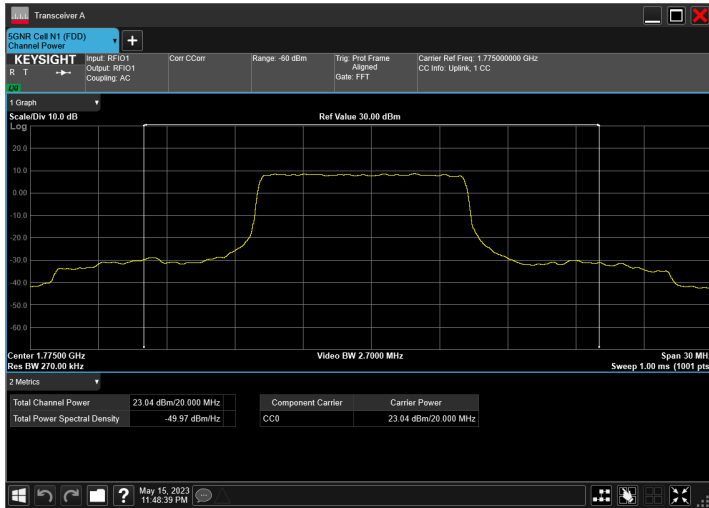 Transceiver A
5GNR Cell N1 (FDD)
Channel Power
KEYSIGHT
R T
LXI
Input: RFIO1
Output: RFIO1
Coupling: AC
Corr CCorr
Range: -60 dBm
Trig: Prot Frame
Aligned
Gate: FFT
Carrier Ref Freq: 1.775000000 GHz
CC Info: Uplink, 1 CC
1 Graph
Scale/Div 10.0 dB
Ref Value 30.00 dBm
Log
20.0
10.0
0.00
-10.0
-20.0
-30.0
-40.0
-50.0
-60.0
Center 1.77500 GHz
Video BW 2.7000 MHz
Span 30 MH
Res BW 270.00 kHz
Sweep 1.00 ms (1001 pts
2 Metrics
Total Channel Power 23.04 dBm/20.000 MHz
Total Power Spectral Density -49.97 dBm/Hz
Component Carrier Carrier Power
CC0 23.04 dBm/20.000 MHz
? May 15, 2023
11:48:39 PM